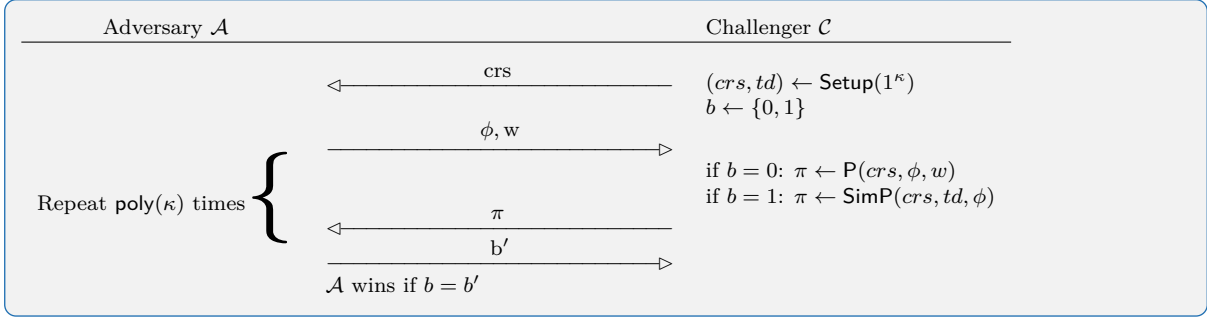 Adversary 𝒜 Challenger 𝒞
crs
(crs, td) ← Setup(1^κ)
b ← {0, 1}
ϕ, w
if b = 0: π ← P(crs, ϕ, w)
if b = 1: π ← SimP(crs, td, ϕ)
Repeat poly(κ) times
π
b′
𝒜 wins if b = b′